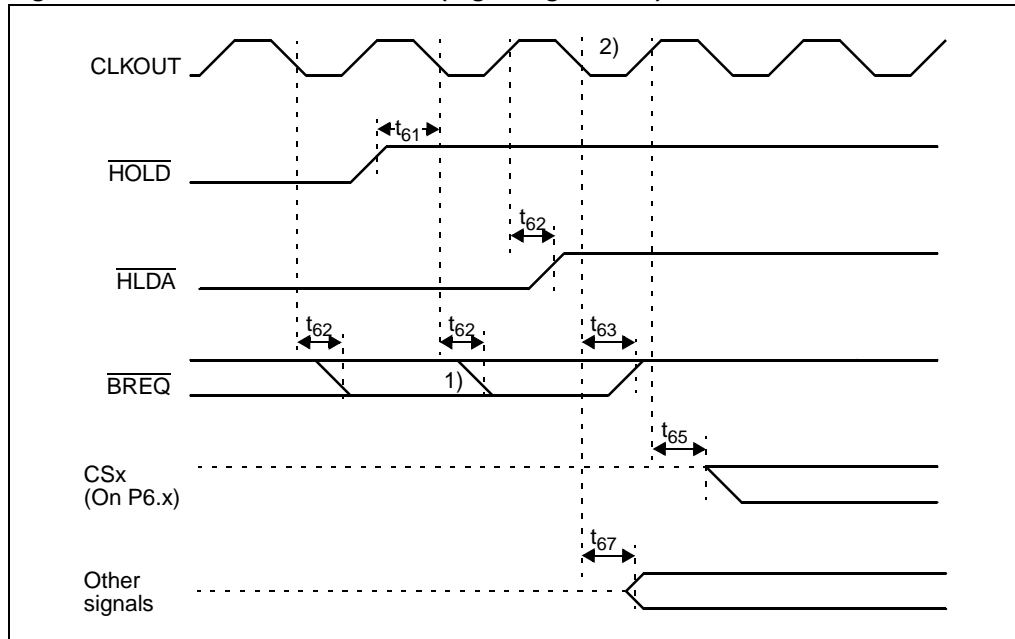 2)
CLKOUT
t61
HOLD
t62
HLDA
t62
t62
t63
BREQ
1)
t65
CSx
(On P6.x)
t67
Other
signals